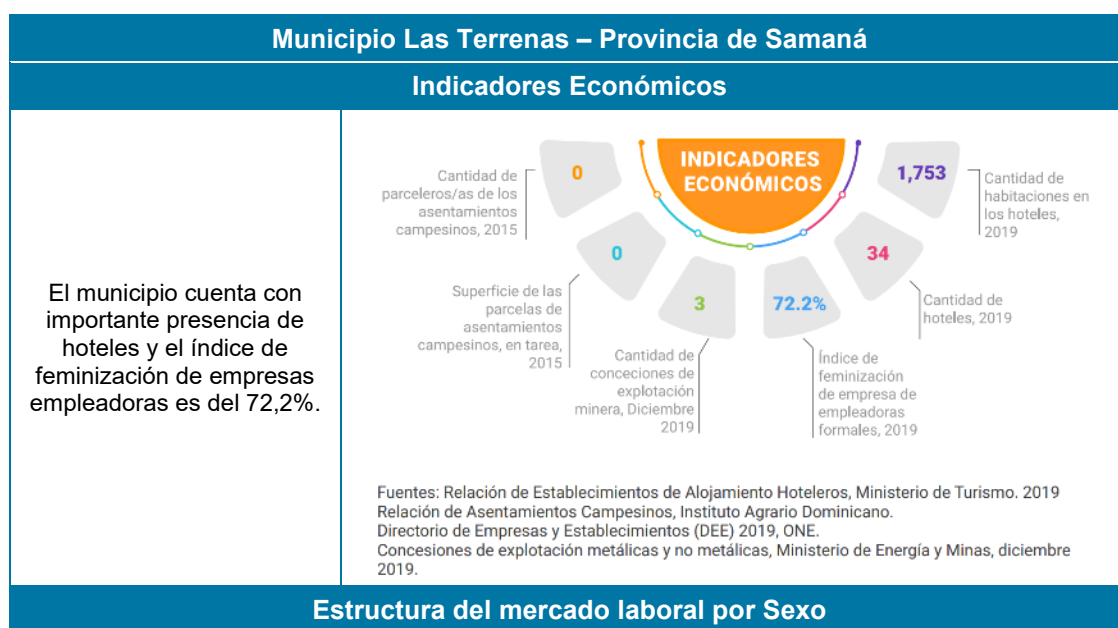 Municipio Las Terrenas – Provincia de Samaná
Indicadores Económicos
El municipio cuenta con
importante presencia de
hoteles y el índice de
feminización de empresas
empleadoras es del 72,2%.
INDICADORES
ECONÓMICOS
0
Cantidad de
parceleros/as de los
asentamientos
campesinos, 2015
0
Superficie de las
parcelas de
asentamientos
campesinos, en tarea,
2015
3
Cantidad de
conceciones de
explotación
minera, Diciembre
2019
72.2%
Índice de
feminización
de empresa de
empleadoras
formales, 2019
34
Cantidad de
hoteles, 2019
1,753
Cantidad de
habitaciones en
los hoteles,
2019
Fuentes: Relación de Establecimientos de Alojamiento Hoteleros, Ministerio de Turismo. 2019
Relación de Asentamientos Campesinos, Instituto Agrario Dominicano.
Directorio de Empresas y Establecimientos (DEE) 2019, ONE.
Concesiones de explotación metálicas y no metálicas, Ministerio de Energía y Minas, diciembre
2019.
Estructura del mercado laboral por Sexo